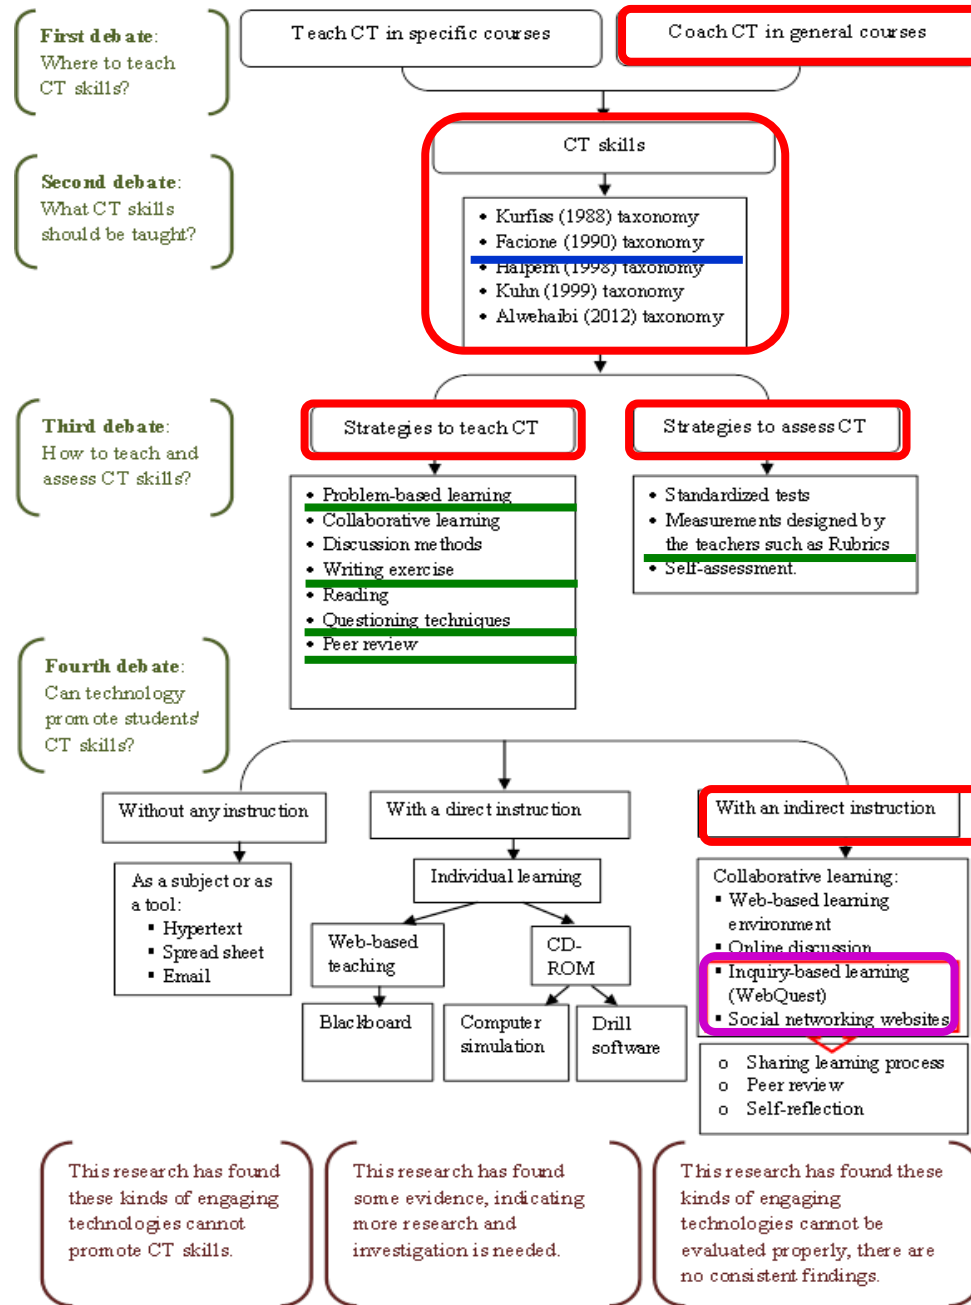 First debate:
Where to teach
CT skills?
Teach CT in specific courses
Coach CT in general courses
Second debate:
What CT skills
should be taught?
CT skills
• Kurfiss (1988) taxonomy
• Facione (1990) taxonomy
• Halpern (1998) taxonomy
• Kuhn (1999) taxonomy
• Alwehaibi (2012) taxonomy
Third debate:
How to teach and
assess CT skills?
Strategies to teach CT
• Problem-based learning
• Collaborative learning
• Discussion methods
• Writing exercise
• Reading
• Questioning techniques
• Peer review
Strategies to assess CT
• Standardized tests
• Measurements designed by
the teachers such as Rubrics
• Self-assessment.
Fourth debate:
Can technology
promote students'
CT skills?
Without any instruction
As a subject or as
a tool:
▪ Hypertext
▪ Spread sheet
▪ Email
With a direct instruction
Individual learning
Web-based
teaching
Blackboard
CD-
ROM
Computer
simulation
Drill
software
With an indirect instruction
Collaborative learning:
▪ Web-based learning
environment
▪ Online discussion
▪ Inquiry-based learning
(WebQuest)
▪ Social networking websites
o Sharing learning process
o Peer review
o Self-reflection
This research has found
these kinds of engaging
technologies cannot
promote CT skills.
This research has found
some evidence, indicating
more research and
investigation is needed.
This research has found these
kinds of engaging
technologies cannot be
evaluated properly, there are
no consistent findings.